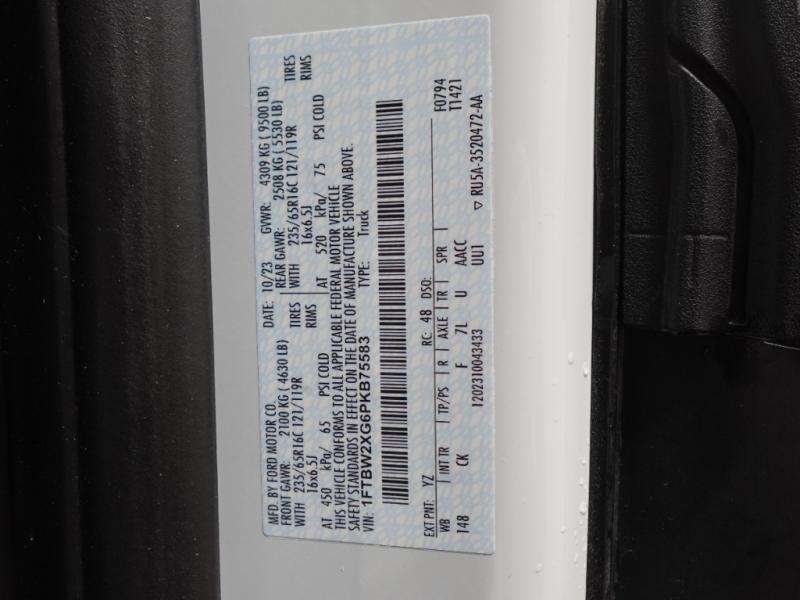 MFD. BY FORD MOTOR CO. DATE: 10/23 GVWR: 4309 KG ( 9500 LB)
FRONT GAWR: 2100 KG ( 4630 LB) REAR GAWR: 2508 KG ( 5530 LB)
WITH 235/65R16C 121/119R TIRES WITH 235/65R16C 121/119R TIRES
16x6.5J RIMS 16x6.5J RIMS
AT 450 kPa/ 65 PSI COLD AT 520 kPa/ 75 PSI COLD
THIS VEHICLE CONFORMS TO ALL APPLICABLE FEDERAL MOTOR VEHICLE
SAFETY STANDARDS IN EFFECT ON THE DATE OF MANUFACTURE SHOWN ABOVE.
VIN: 1FTBW2XG6PKB75583 TYPE: Truck
EXT PNT: YZ RC: 48 DSO: F0794
WB INT TR TP/PS R AXLE TR SPR T1421
148 CK F 7L U AACC
1202310043433 UU1 ▽ RU5A-3520472-AA